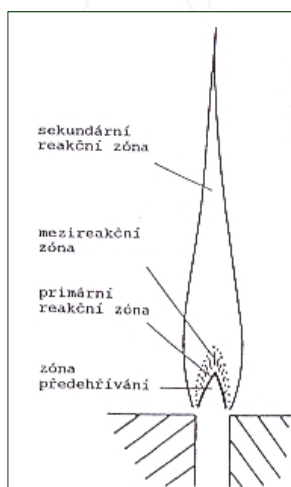 sekundární
reakční zóna
mezireakční
zóna
primární
reakční zóna
zóna
předehřívání